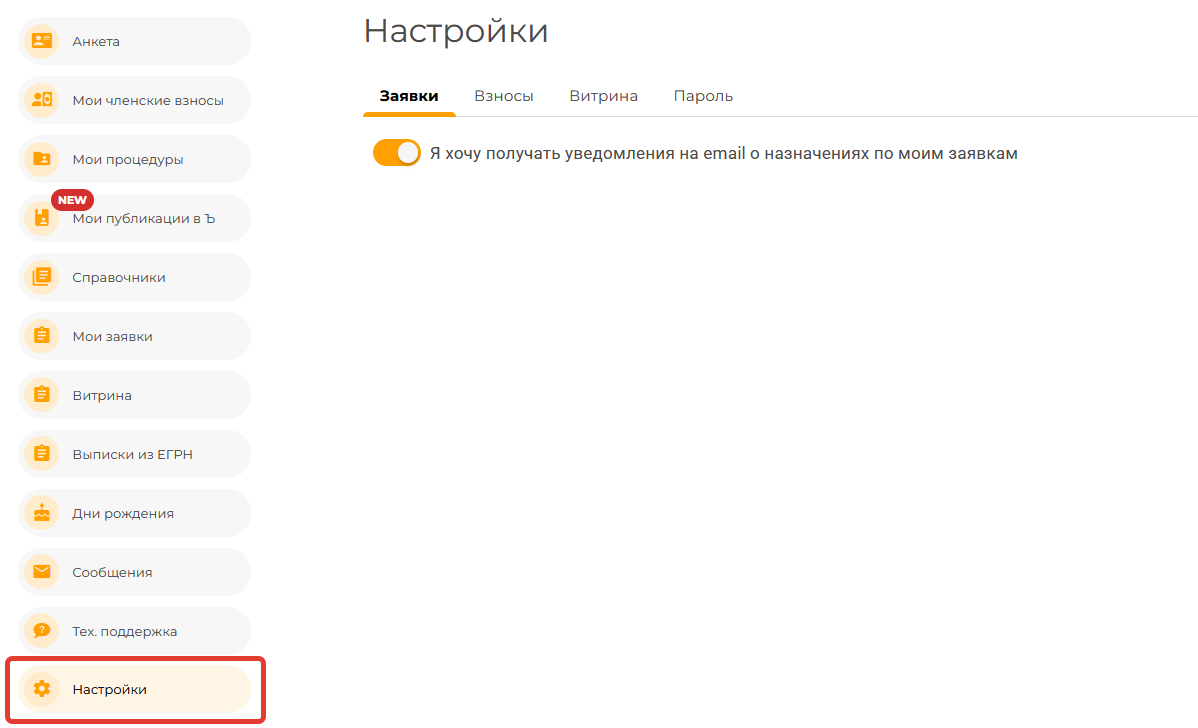 Анкета
Мои членские взносы
Мои процедуры
NEW
Мои публикации в Ъ
Справочники
Мои заявки
Витрина
Выписки из ЕГРН
Дни рождения
Сообщения
Тех. поддержка
Настройки
Настройки
Заявки Взносы Витрина Пароль
Я хочу получать уведомления на email о назначениях по моим заявкам